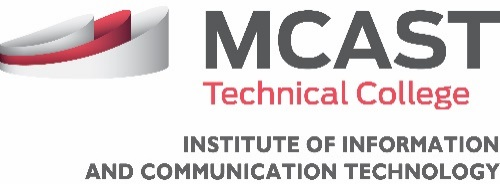 MCAST
Technical College
INSTITUTE OF INFORMATION
AND COMMUNICATION TECHNOLOGY